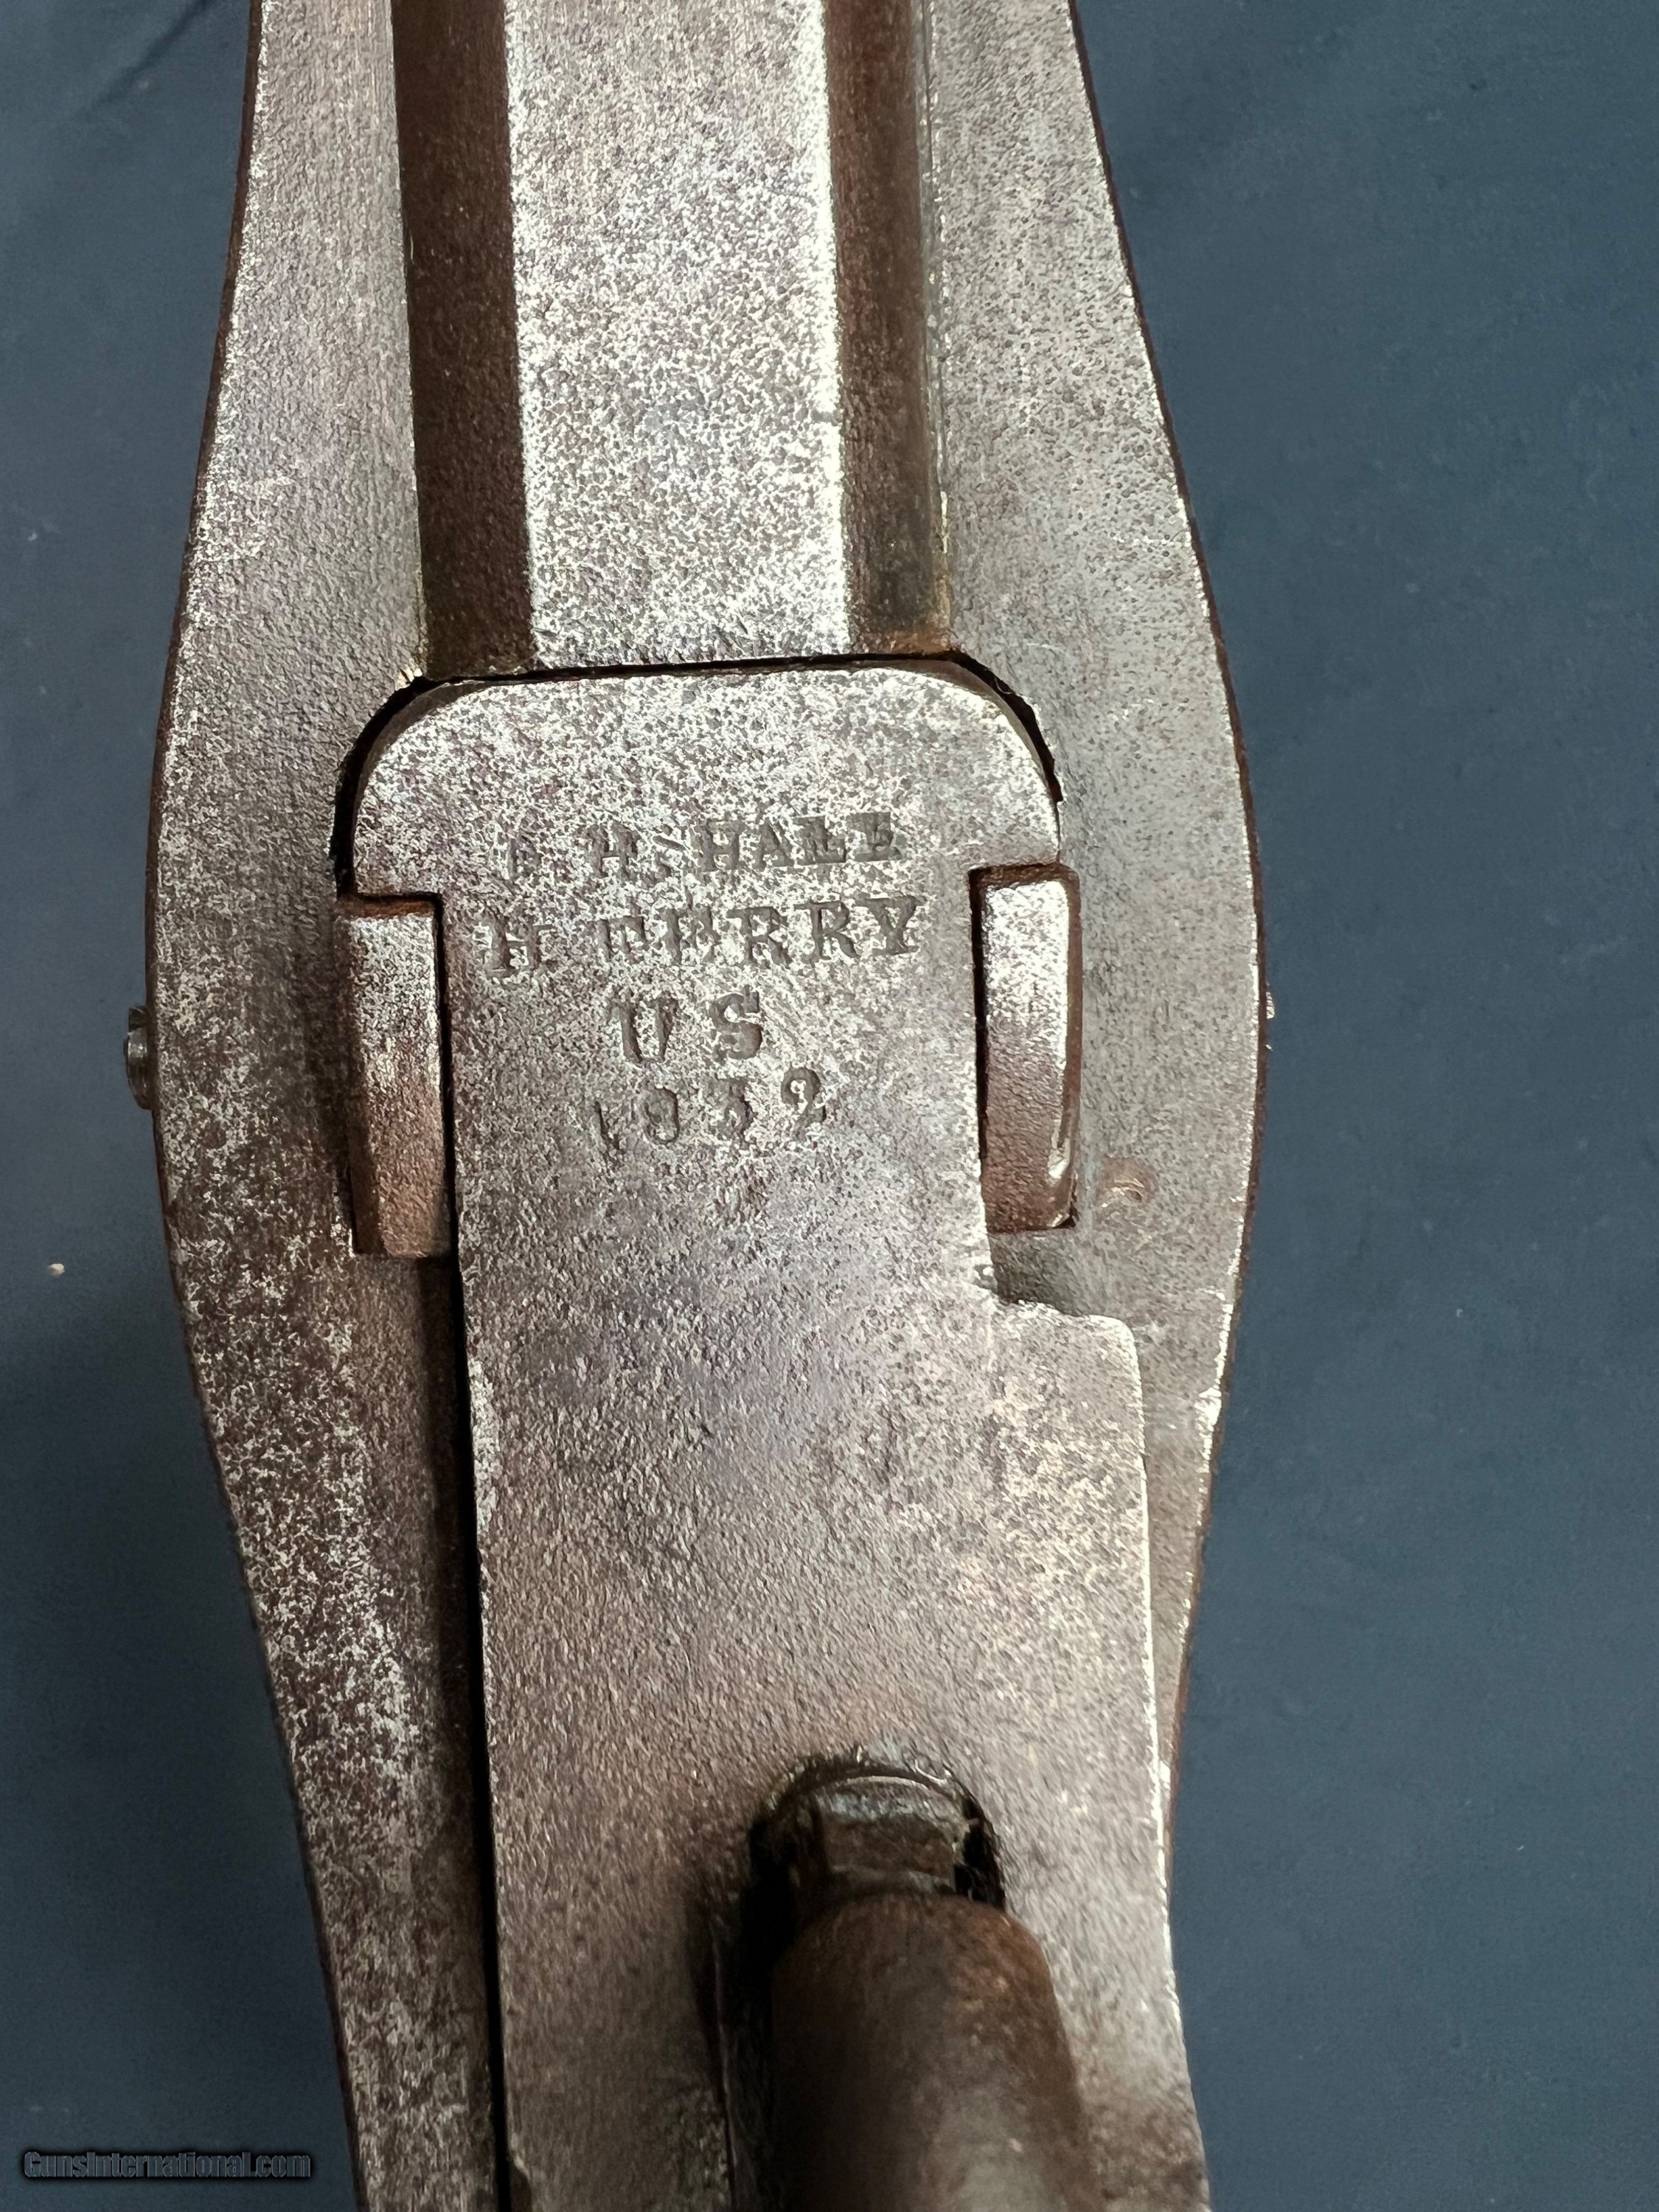 J. H. HALL
H. FERRY
US
1832
GunsInternational.com